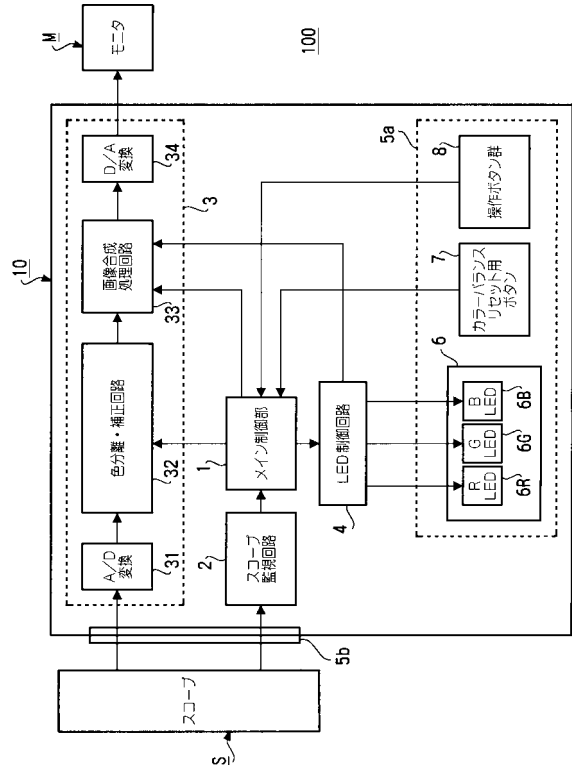 100
M
モニタ
10
3
D/A
変換
34
画像合成
処理回路
33
色分離・補正回路
32
A/D
変換
31
メイン制御部
1
スコープ
監視回路
2
LED制御回路
4
5a
操作ボタン群
8
カラーバランス
リセット用
ボタン
7
6
R
LED
6R
G
LED
6G
B
LED
6B
5b
スコープ
S